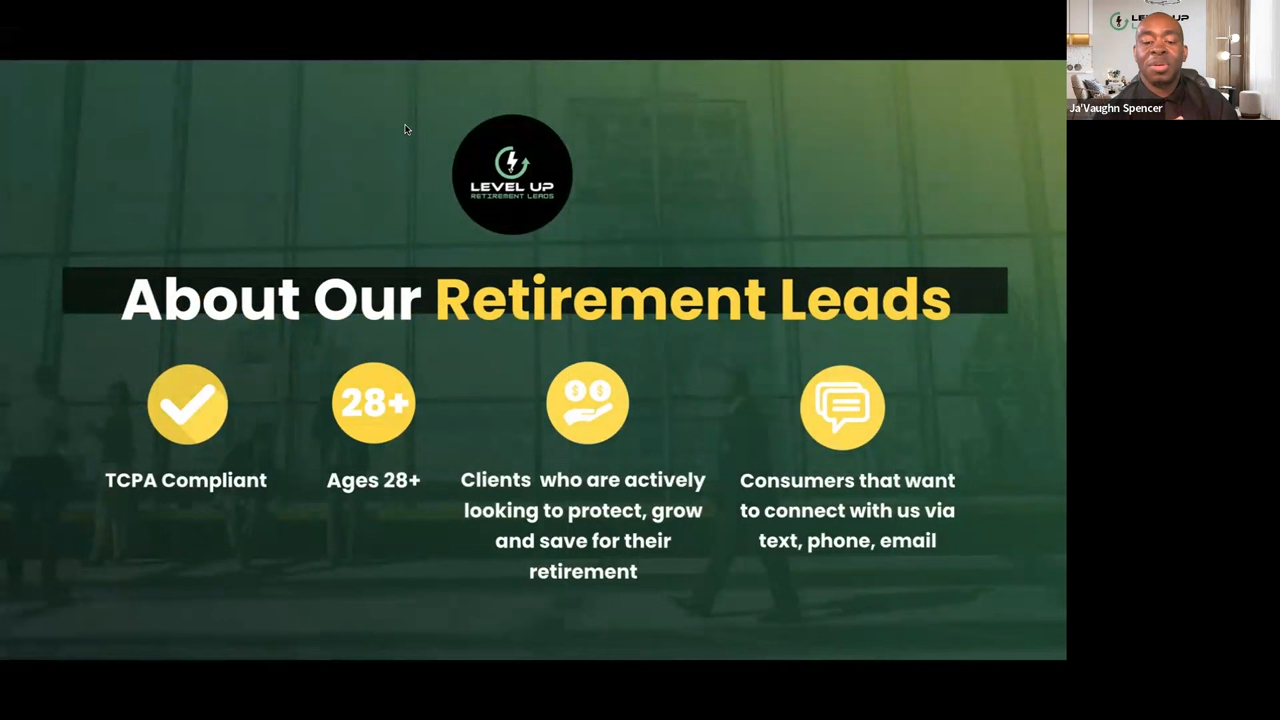 LEVEL UP
RETIREMENT LEADS
About Our Retirement Leads
28+
TCPA Compliant
Ages 28+
Clients who are actively
looking to protect, grow
and save for their
retirement
Consumers that want
to connect with us via
text, phone, email
LEVEL UP
Ja'Vaughn Spencer